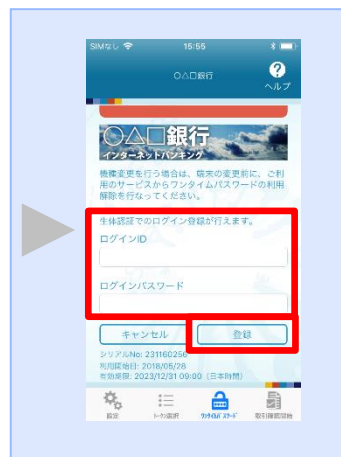 SIMなし 15:55
○△□銀行
?
ヘルプ
○△□銀行
インターネットバンキング
機種変更を行う場合は、端末の変更前に、ご利
用のサービスからワンタイムパスワードの利用
解除を行なってください。
生体認証でのログイン登録が行えます。
ログインID
ログインパスワード
キャンセル 登録
シリアルNo: 231160256
利用開始日: 2018/05/28
有効期限: 2023/12/31 09:00（日本時間）
設定 トークン選択 ワンタイムパスワード 取引確認開始